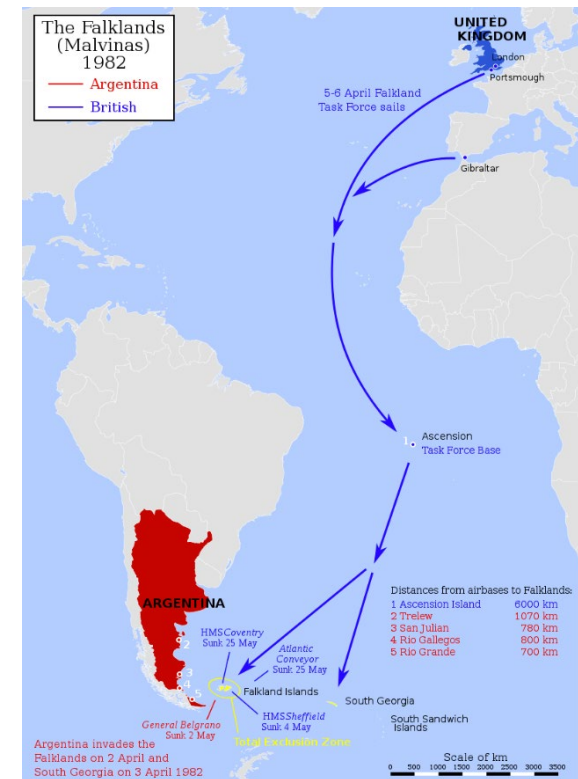 The Falklands
(Malvinas)
1982
Argentina
British
UNITED
KINGDOM
London
Portsmough
5-6 April Falkland
Task Force sails
Gibraltar
1
Ascension
Task Force Base
Distances from airbases to Falklands:
1 Ascension Island 6000 km
2 Trelew 1070 km
3 San Julian 780 km
4 Rio Gallegos 800 km
5 Rio Grande 700 km
ARGENTINA
2
3
4
5
HMS Coventry
Sunk 25 May
Atlantic
Conveyor
Sunk 25 May
Falkland Islands
HMS Sheffield
Sunk 4 May
General Belgrano
Sunk 2 May
Total Exclusión Zone
South Georgia
South Sandwich
Islands
Argentina invades the
Falklands on 2 April and
South Georgia on 3 April 1982
Scale of km
0 500 1000 1500 2000 2500 3000 3500